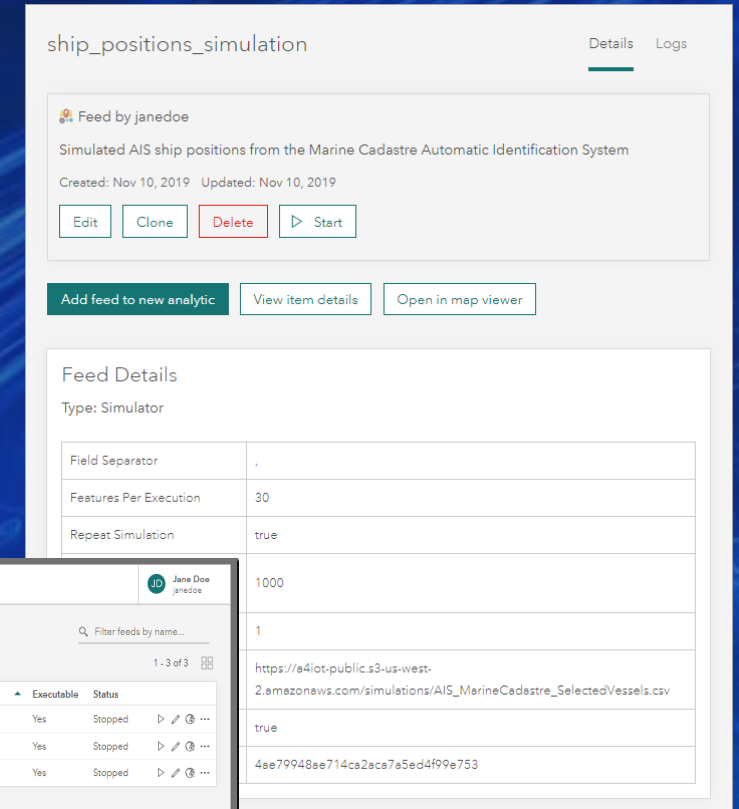 ship_positions_simulation
Details Logs
Feed by janedoe
Simulated AIS ship positions from the Marine Cadastre Automatic Identification System
Created: Nov 10, 2019 Updated: Nov 10, 2019
Edit Clone Delete Start
Add feed to new analytic View item details Open in map viewer
Feed Details
Type: Simulator
Field Separator ,
Features Per Execution 30
Repeat Simulation true
1000
1
https://a4iot-public.s3-us-west-
2.amazonaws.com/simulations/AIS_MarineCadastre_SelectedVessels.csv
true
4ae79948ae714ca2aca7a5ed4f99e753
JD Jane Doe
janedoe
Filter feeds by name...
1 - 3 of 3
Executable Status
Yes Stopped
Yes Stopped
Yes Stopped